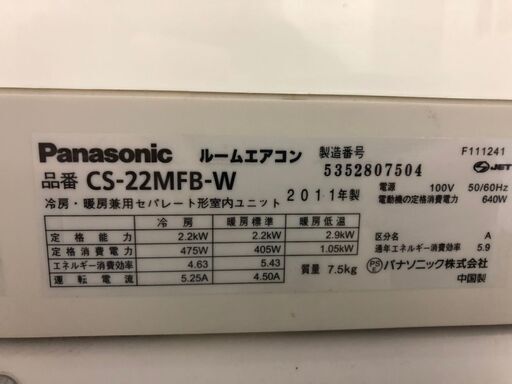 Panasonic ルームエアコン 製造番号 F111241
5352807504 JET
品番 CS-22MFB-W 2011年製 電源 100V 50/60Hz
冷房・暖房兼用セパレート形室内ユニット 電動機の定格消費電力 640W
冷房 暖房標準 暖房低温
定格能力 2.2kW 2.2kW 2.9kW 区分名 A
定格消費電力 475W 405W 1.05kW 通年エネルギー消費効率 5.9
エネルギー消費効率 4.63 5.43 PSE パナソニック株式会社
運転電流 5.25A 4.50A 質量 7.5kg 中国製